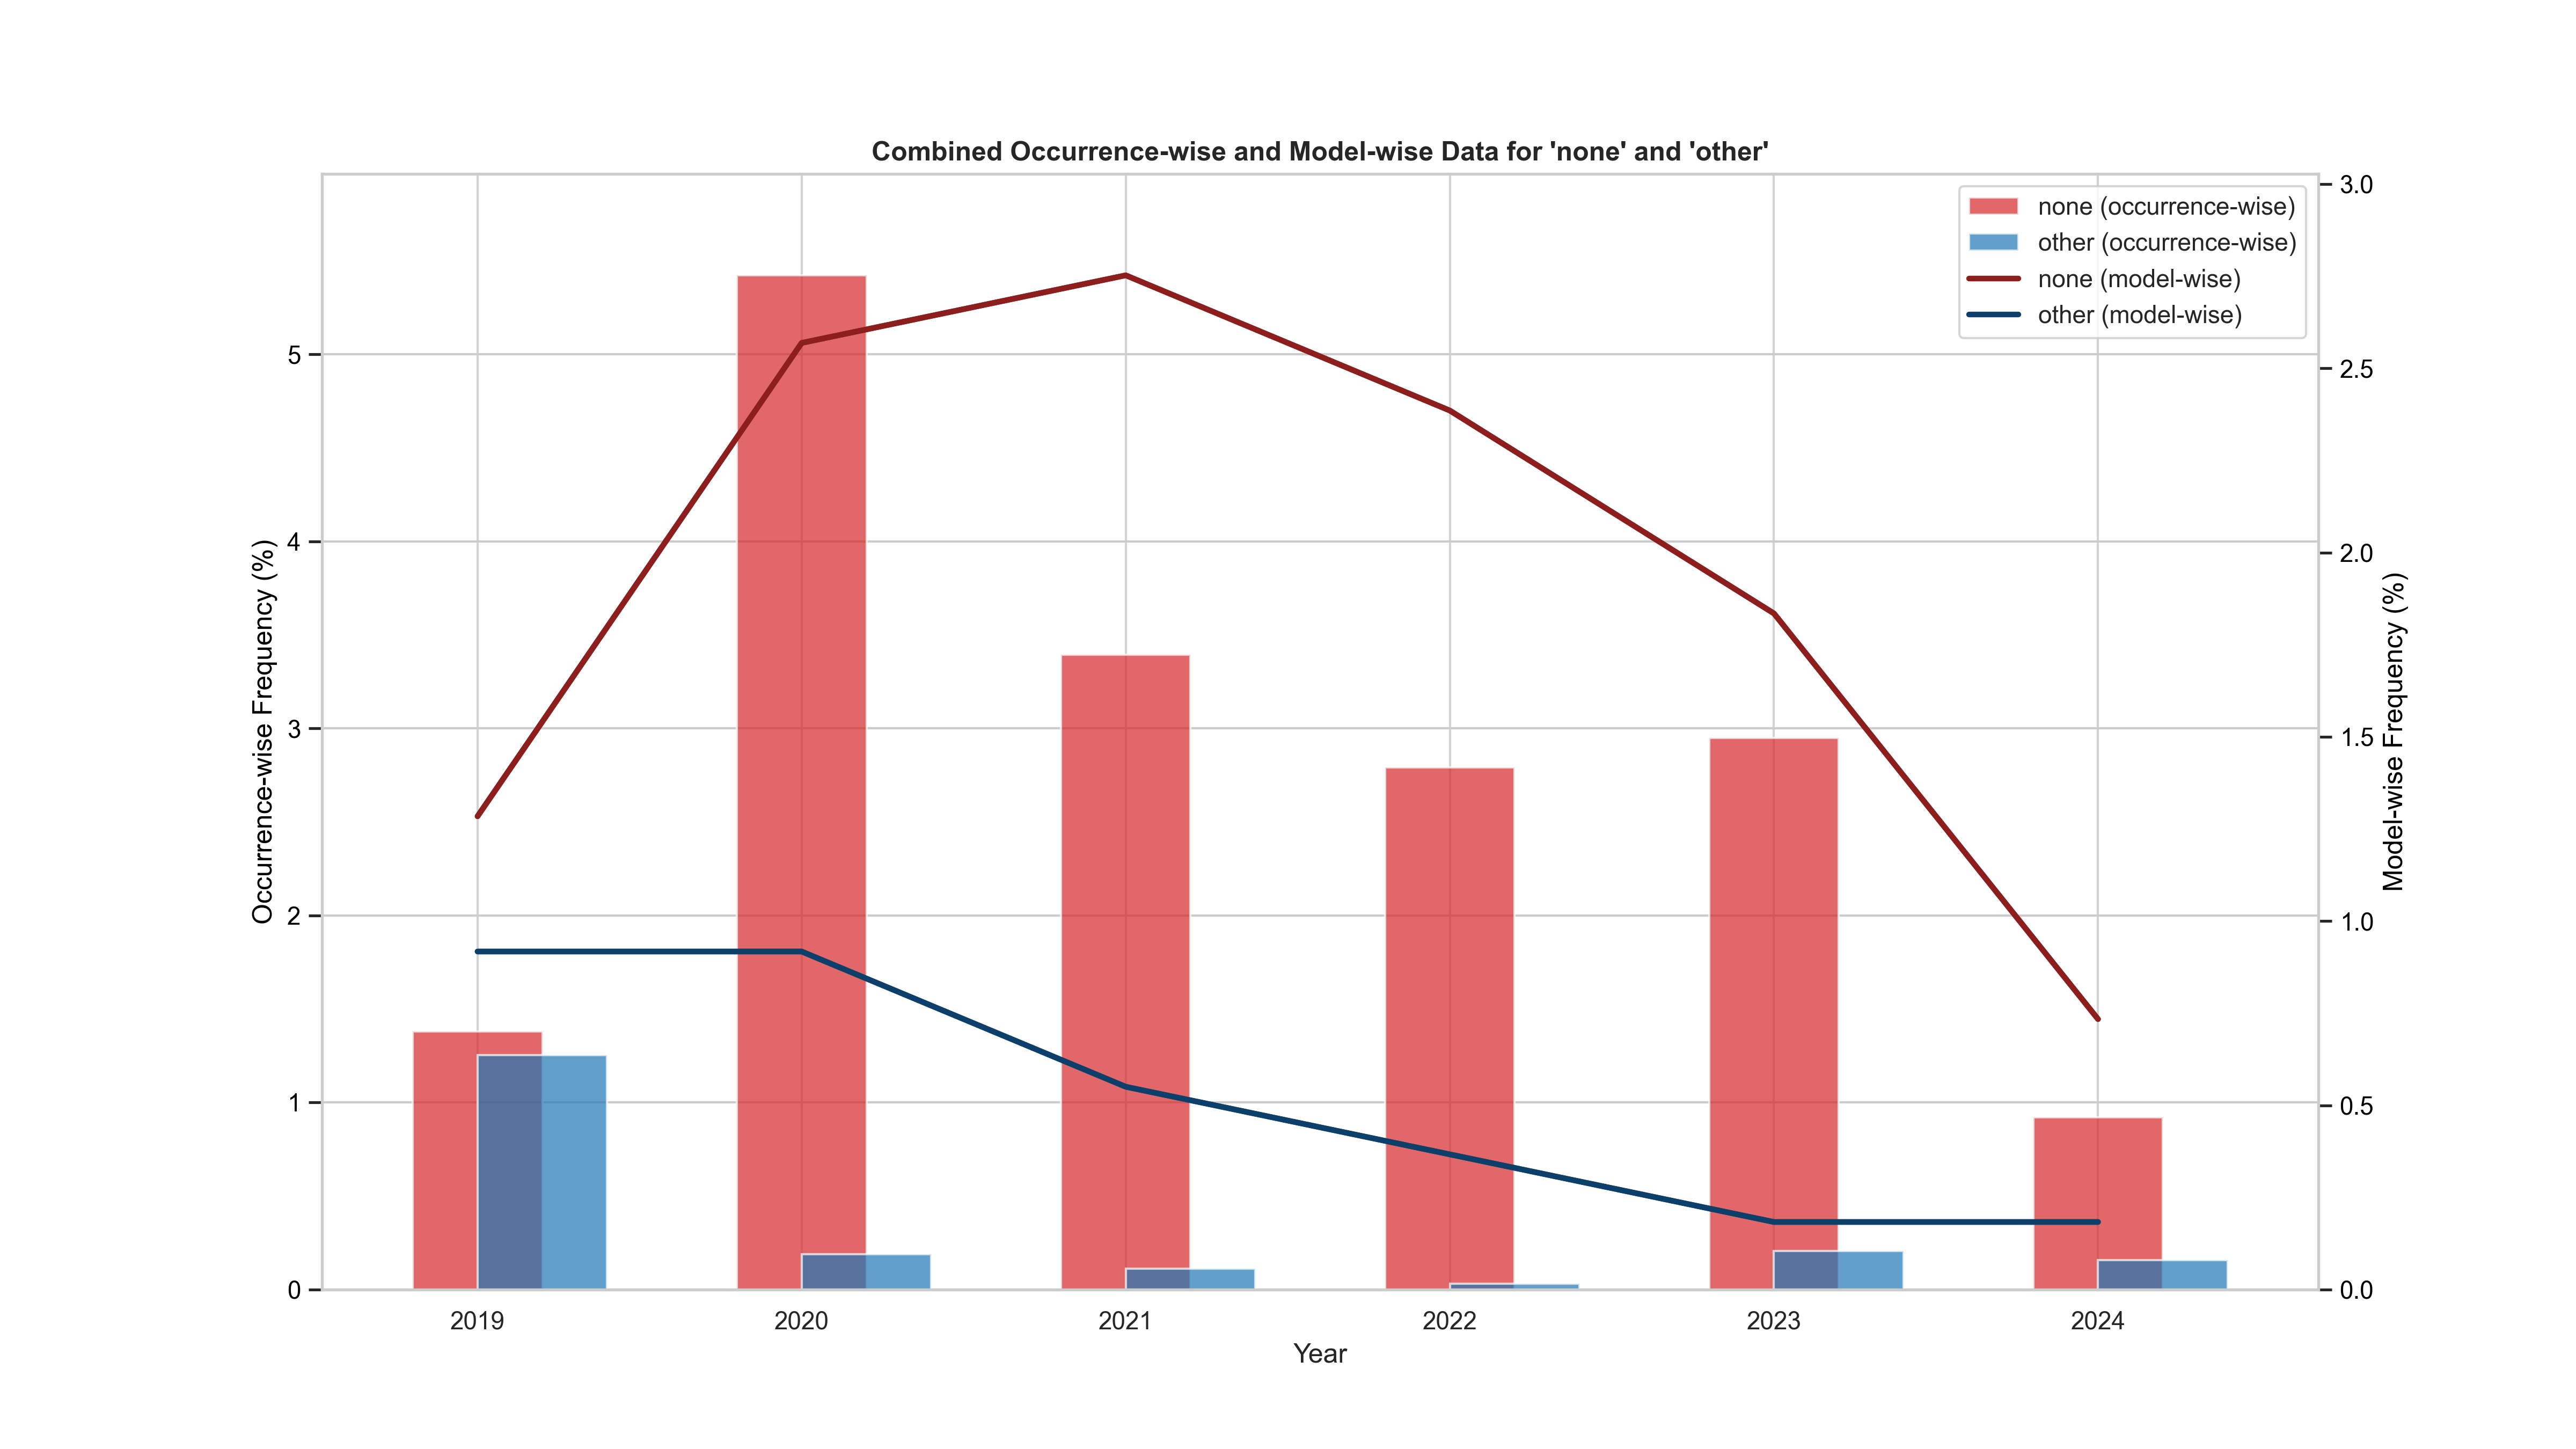 Combined Occurrence-wise and Model-wise Data for 'none' and 'other'
none (occurrence-wise)
other (occurrence-wise)
none (model-wise)
other (model-wise)
Occurrence-wise Frequency (%)
5
4
3
2
1
0
3.0
2.5
2.0
1.5
1.0
0.5
0.0
Model-wise Frequency (%)
2019 2020 2021 2022 2023 2024
Year